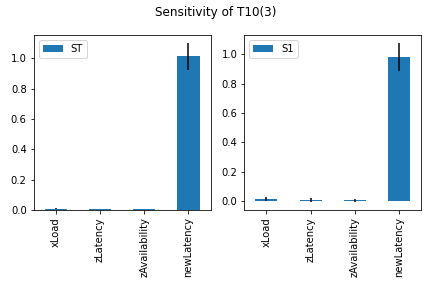 Sensitivity of T10(3)
ST
1.0
0.8
0.6
0.4
0.2
0.0
xLoad
zLatency
zAvailability
newLatency
S1
1.0
0.8
0.6
0.4
0.2
0.0
xLoad
zLatency
zAvailability
newLatency